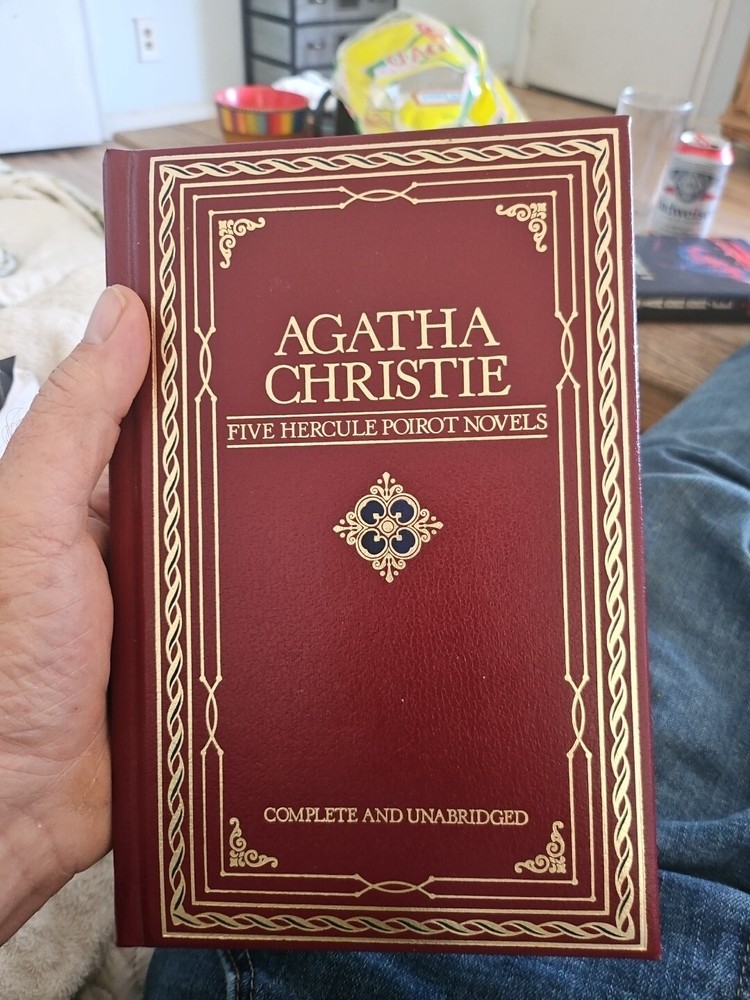 AGATHA
CHRISTIE
FIVE HERCULE POIROT NOVELS
COMPLETE AND UNABRIDGED